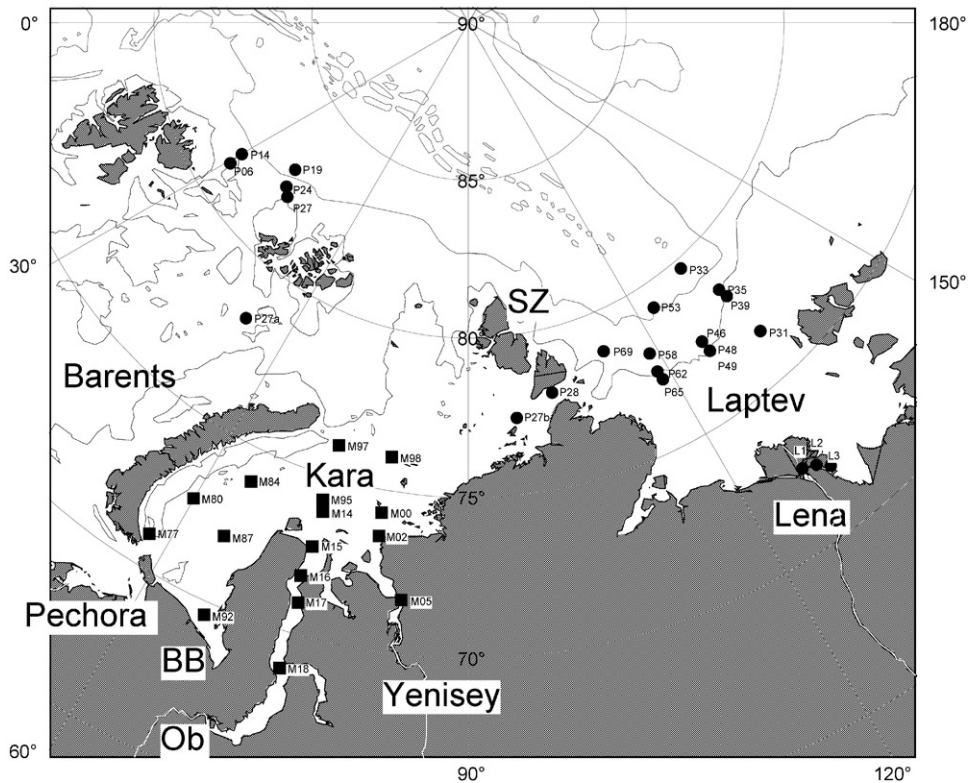 0°
180°
P14
P06
P19
P24
P27
85°
30°
150°
P33
P35
P39
P53
SZ
P27a
P31
80°
P46
P69
P58
P48
P49
P62
P65
Barents
P28
Laptev
P27b
M97
M98
Kara
L1
L2
L3
M84
M80
M95
75°
M14
M00
Lena
M77
M87
M02
M15
M16
M17
M05
Pechora
M92
BB
70°
M18
Yenisey
Ob
60°
90°
120°